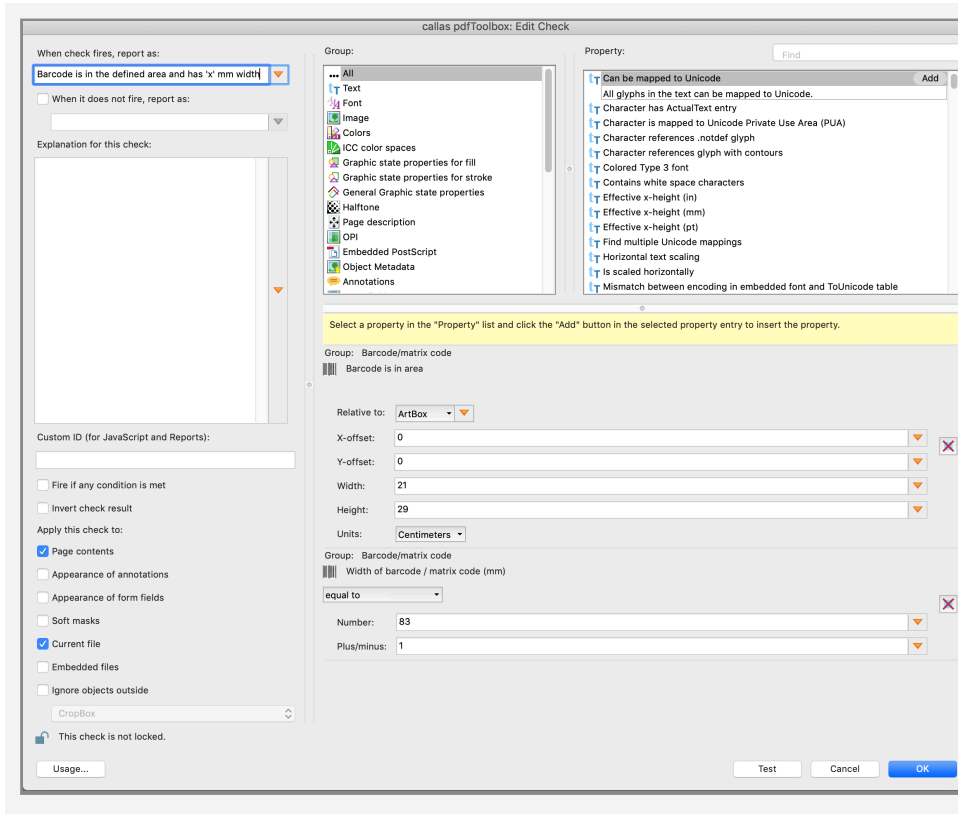 callas pdfToolbox: Edit Check
When check fires, report as:
Barcode is in the defined area and has 'x' mm width
When it does not fire, report as:
Explanation for this check:
Custom ID (for JavaScript and Reports):
Fire if any condition is met
Invert check result
Apply this check to:
Page contents
Appearance of annotations
Appearance of form fields
Soft masks
Current file
Embedded files
Ignore objects outside
CropBox
This check is not locked.
Usage...
Group:
All
Text
Font
Image
Colors
ICC color spaces
Graphic state properties for fill
Graphic state properties for stroke
General Graphic state properties
Halftone
Page description
OPI
Embedded PostScript
Object Metadata
Annotations
Property:
Find
Can be mapped to Unicode Add
All glyphs in the text can be mapped to Unicode.
Character has ActualText entry
Character is mapped to Unicode Private Use Area (PUA)
Character references .notdef glyph
Character references glyph with contours
Colored Type 3 font
Contains white space characters
Effective x-height (in)
Effective x-height (mm)
Effective x-height (pt)
Find multiple Unicode mappings
Horizontal text scaling
Is scaled horizontally
Mismatch between encoding in embedded font and ToUnicode table
Select a property in the "Property" list and click the "Add" button in the selected property entry to insert the property.
Group: Barcode/matrix code
Barcode is in area
Relative to: ArtBox
X-offset: 0
Y-offset: 0
Width: 21
Height: 29
Units: Centimeters
Group: Barcode/matrix code
Width of barcode / matrix code (mm)
equal to
Number: 83
Plus/minus: 1
Test Cancel OK